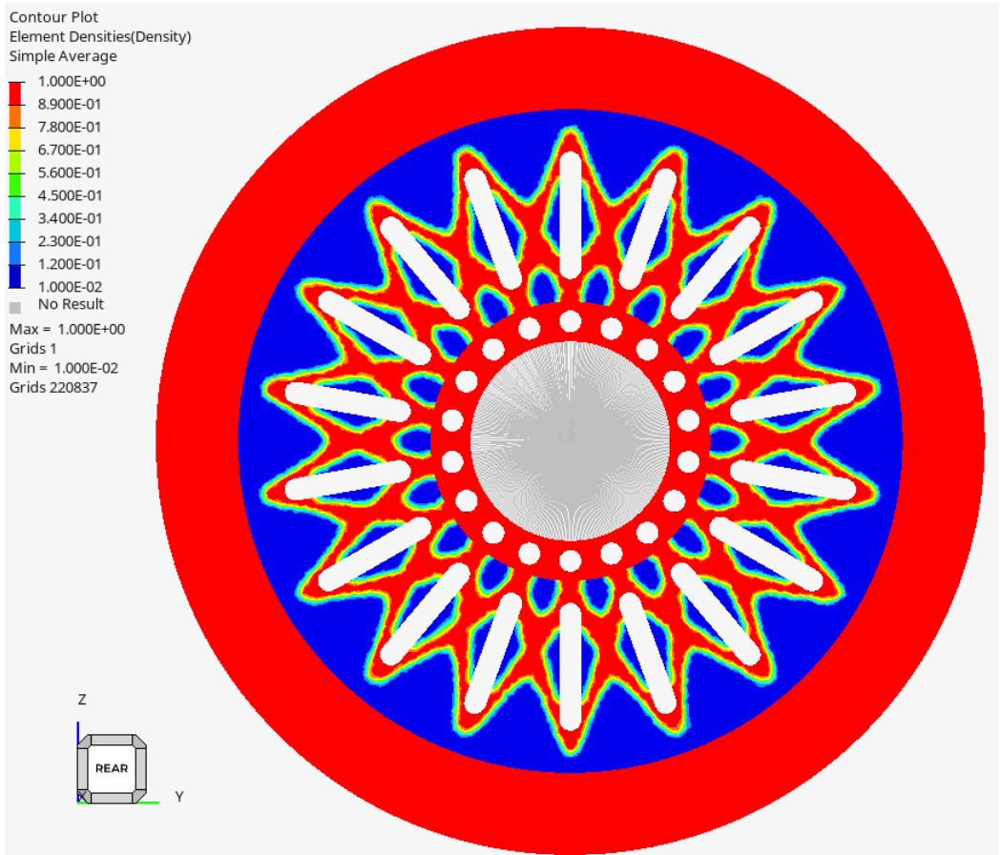 Contour Plot
Element Densities(Density)
Simple Average
1.000E+00
8.900E-01
7.800E-01
6.700E-01
5.600E-01
4.500E-01
3.400E-01
2.300E-01
1.200E-01
1.000E-02
No Result
Max = 1.000E+00
Grids 1
Min = 1.000E-02
Grids 220837
Z
REAR
X
Y